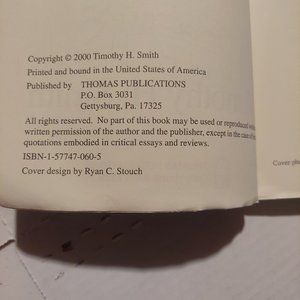 Copyright © 2000 Timothy H. Smith
Printed and bound in the United States of America
Published by THOMAS PUBLICATIONS
P.O. Box 3031
Gettysburg, Pa. 17325
All rights reserved. No part of this book may be used or reproduced
written permission of the author and the publisher, except in the case of
quotations embodied in critical essays and reviews.
ISBN-1-57747-060-5
Cover design by Ryan C. Stouch
Cover